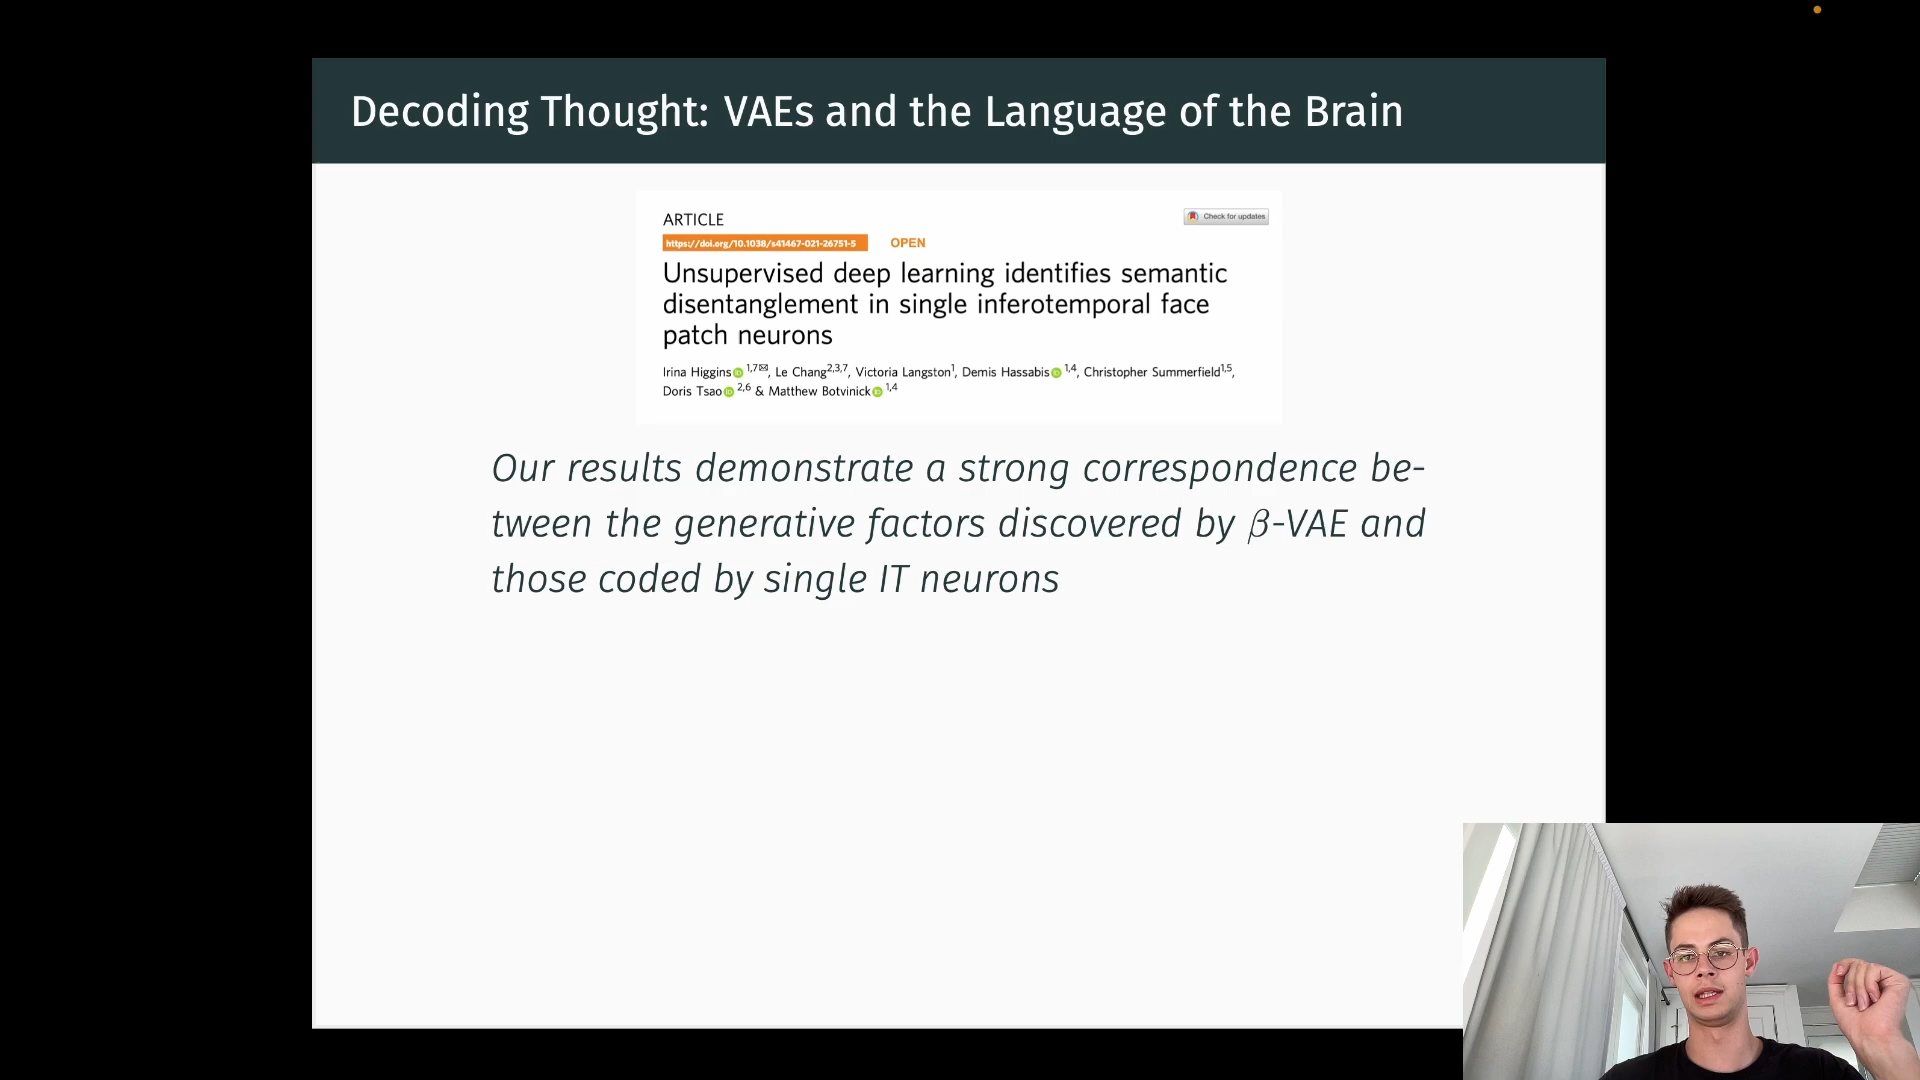 Decoding Thought: VAEs and the Language of the Brain
ARTICLE
Check for updates
https://doi.org/10.1038/s41467-021-26751-5 OPEN
Unsupervised deep learning identifies semantic
disentanglement in single inferotemporal face
patch neurons
Irina Higgins 1,7✉, Le Chang2,3,7, Victoria Langston1, Demis Hassabis 1,4, Christopher Summerfield1,5,
Doris Tsao 2,6 & Matthew Botvinick 1,4
Our results demonstrate a strong correspondence be-
tween the generative factors discovered by β-VAE and
those coded by single IT neurons